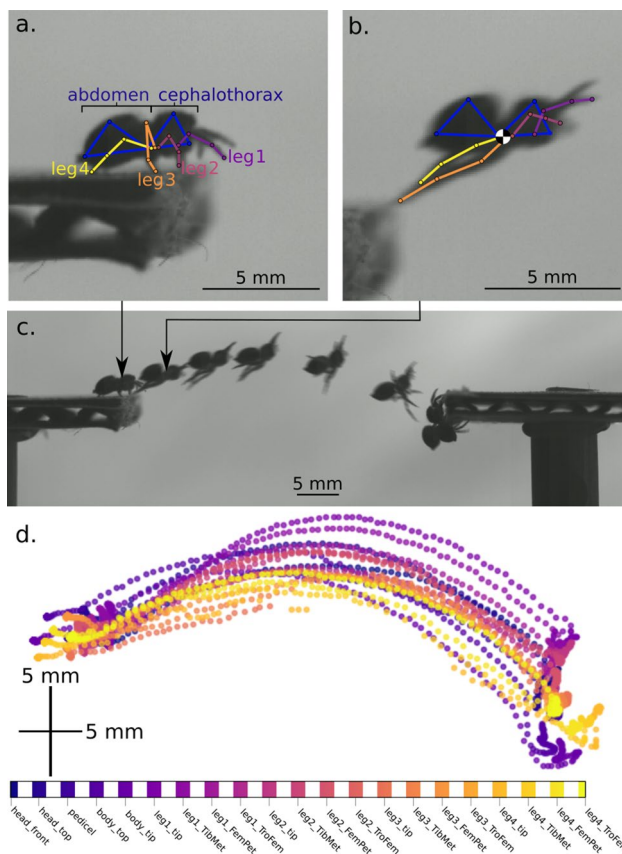 a.
abdomen cephalothorax
leg4 leg3 leg2 leg1
5 mm
b.
5 mm
c.
5 mm
d.
5 mm
5 mm
head_front
head_top
pedicel
body_top
body_tip
leg1_tip
leg1_TibMet
leg1_FemPet
leg1_TroFem
leg2_tip
leg2_TibMet
leg2_FemPet
leg2_TroFem
leg3_tip
leg3_TibMet
leg3_FemPet
leg3_TroFem
leg4_tip
leg4_TibMet
leg4_FemPet